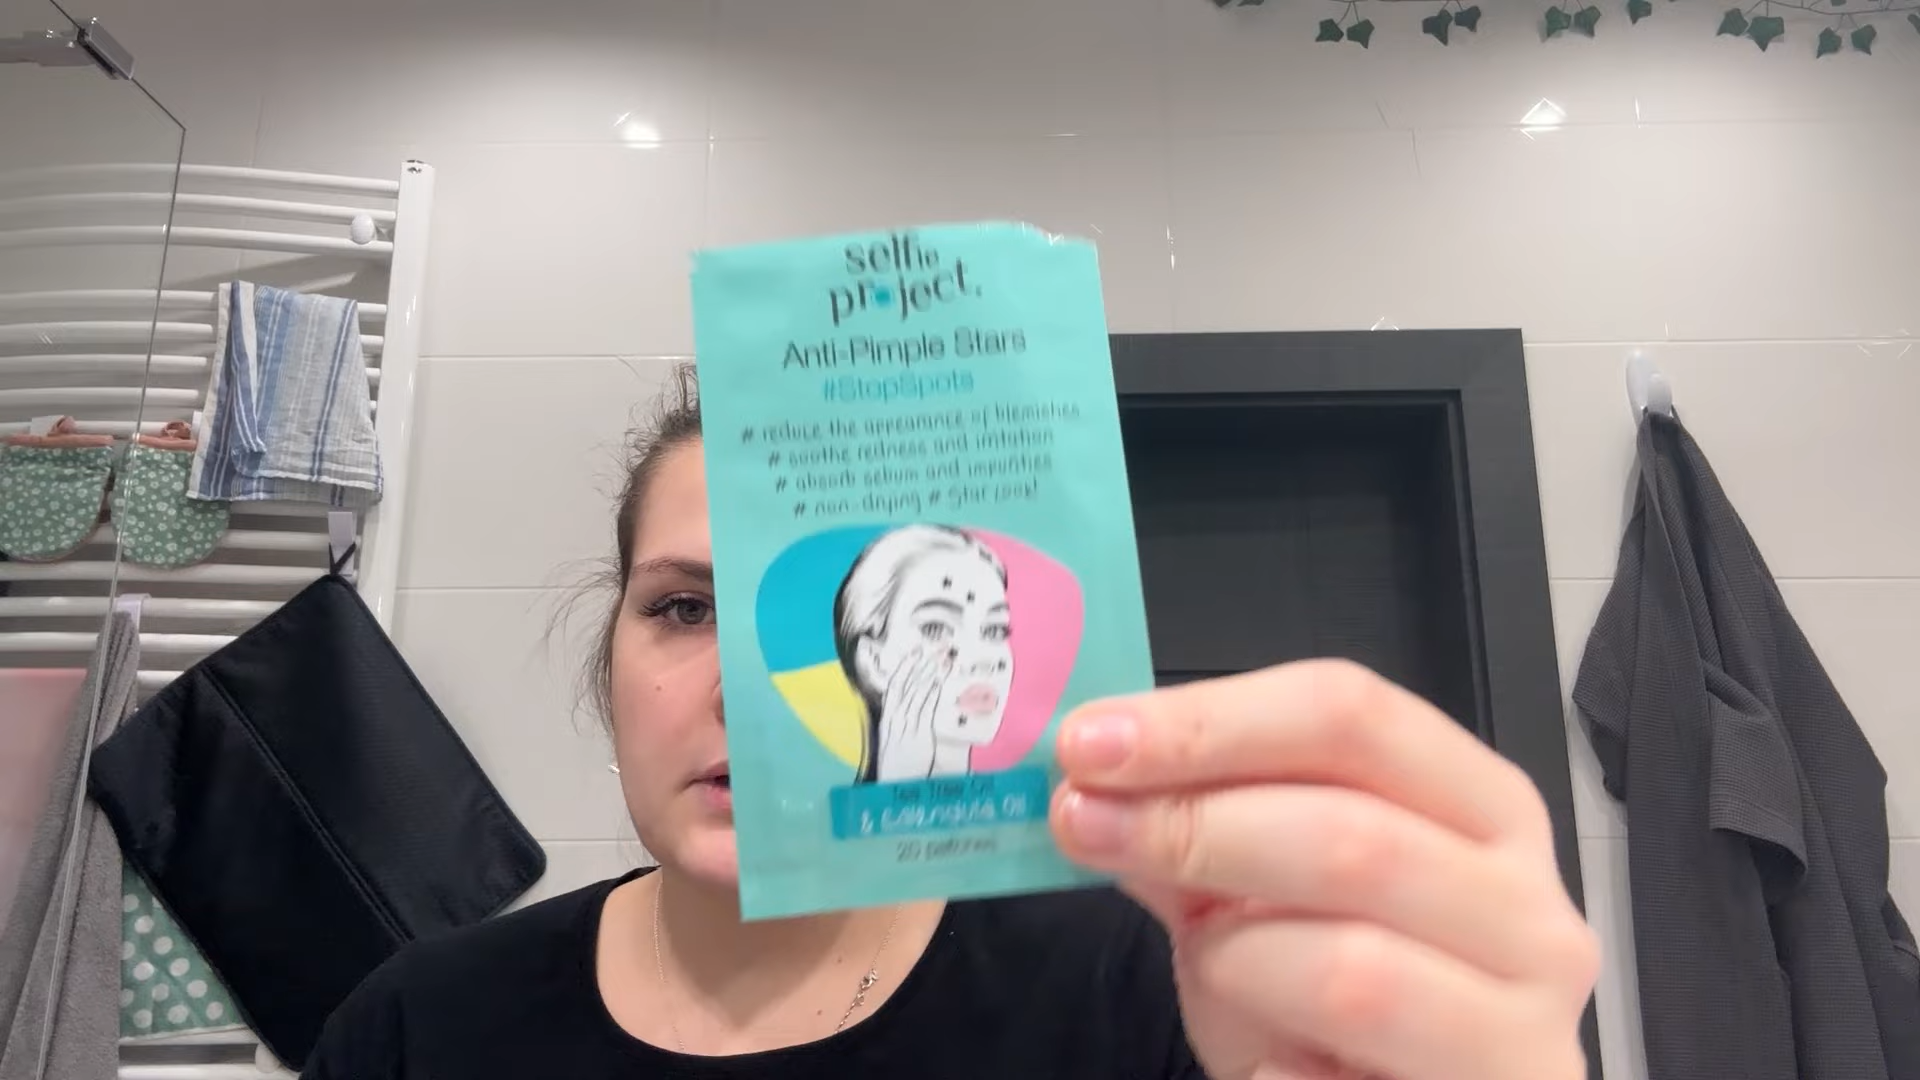 selfie
project.
Anti-Pimple Stars
#StopSpots
# reduce the appearance of blemishes
# soothe redness and irritation
# absorb sebum and impurities
# non-drying # Star Look!
Tea Tree Oil
& Calendula Oil
20 patches